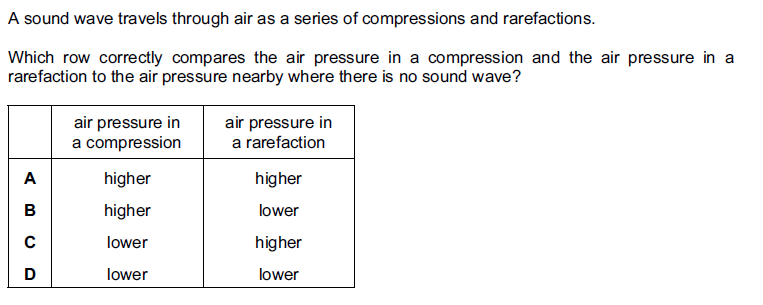 A sound wave travels through air as a series of compressions and rarefactions.
Which row correctly compares the air pressure in a compression and the air pressure in a
rarefaction to the air pressure nearby where there is no sound wave?
air pressure in air pressure in
a compression a rarefaction
A higher higher
B higher lower
C lower higher
D lower lower